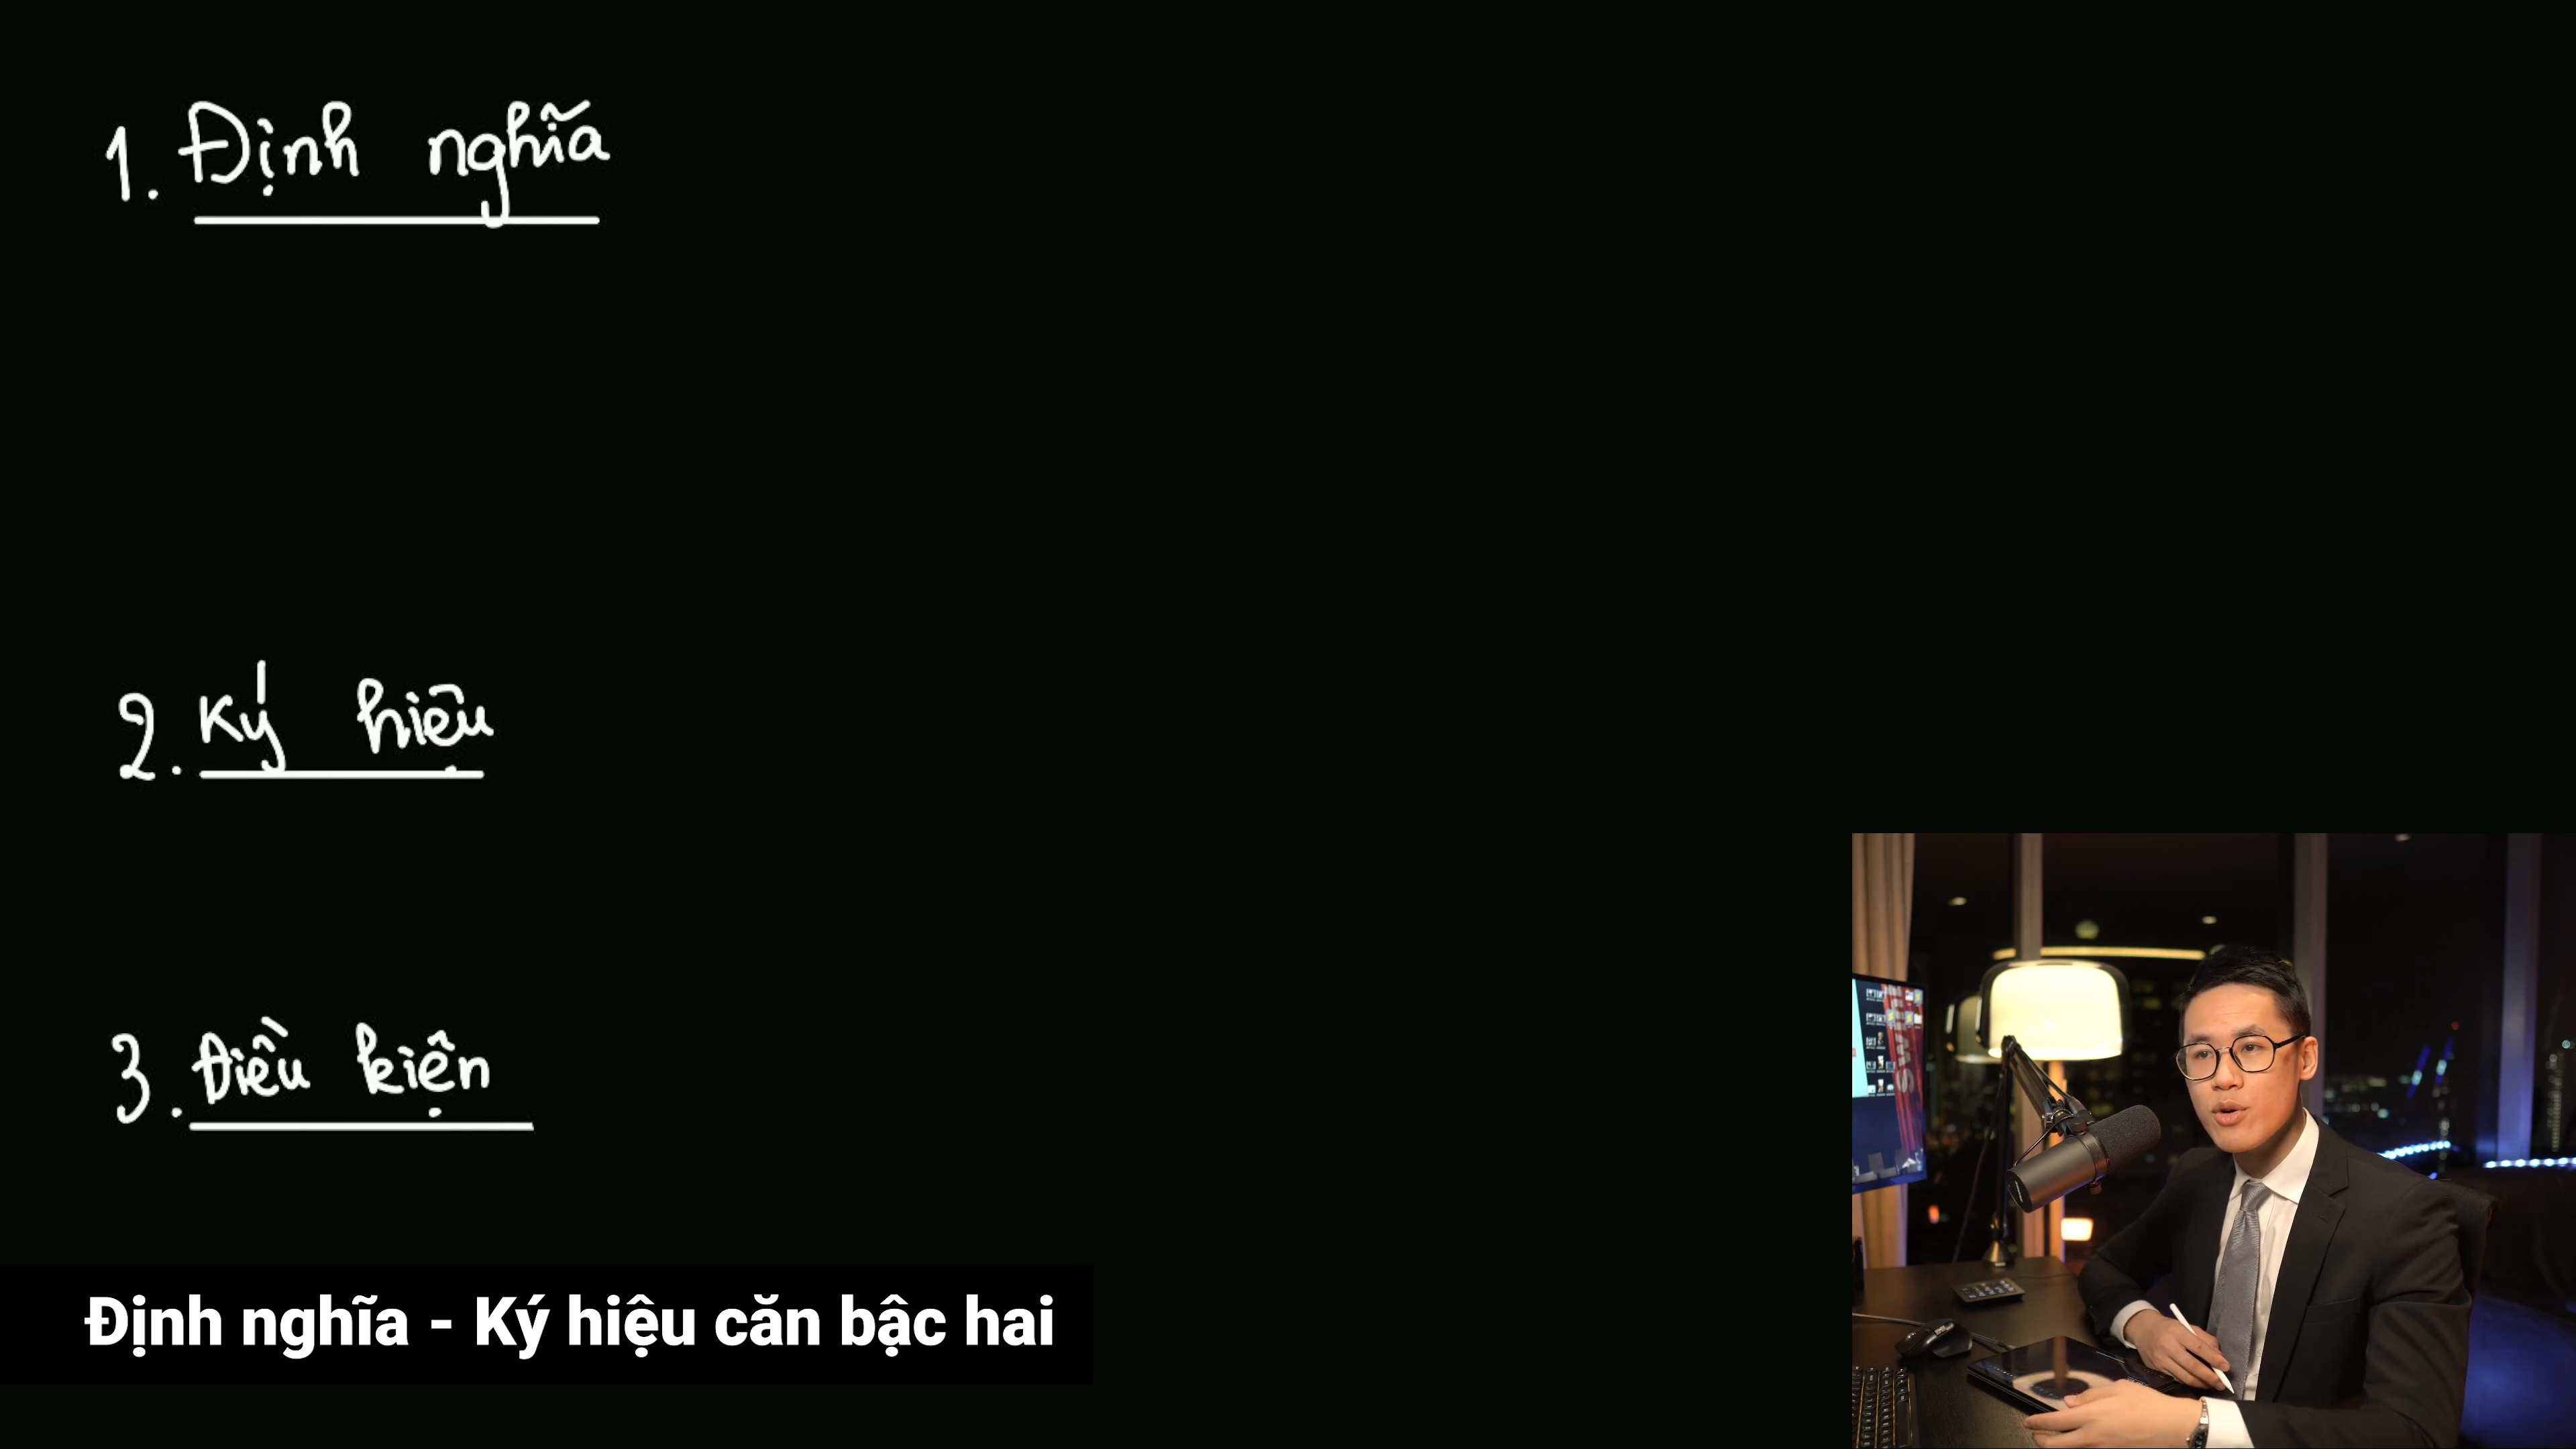 1. Định nghĩa
2. Ký hiệu
3. Điều kiện
Định nghĩa - Ký hiệu căn bậc hai